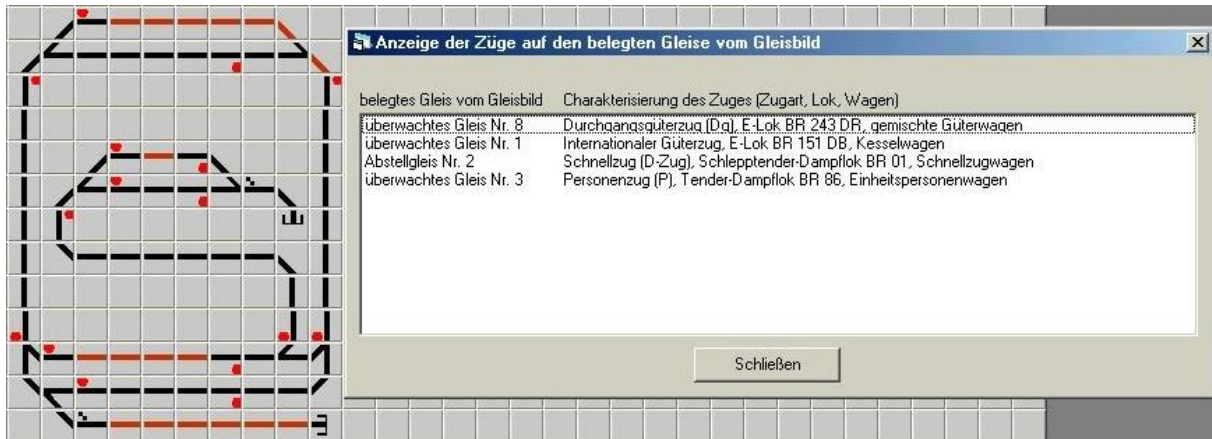 Anzeige der Züge auf den belegten Gleise vom Gleisbild
belegtes Gleis vom Gleisbild Charakterisierung des Zuges (Zugart, Lok, Wagen)
überwachtes Gleis Nr. 8 Durchgangsgüterzug (Dg), E-Lok BR 243 DR, gemischte Güterwagen
überwachtes Gleis Nr. 1 Internationaler Güterzug, E-Lok BR 151 DB, Kesselwagen
Abstellgleis Nr. 2 Schnellzug (D-Zug), Schlepptender-Dampflok BR 01, Schnellzugwagen
überwachtes Gleis Nr. 3 Personenzug (P), Tender-Dampflok BR 86, Einheitspersonenwagen
Schließen